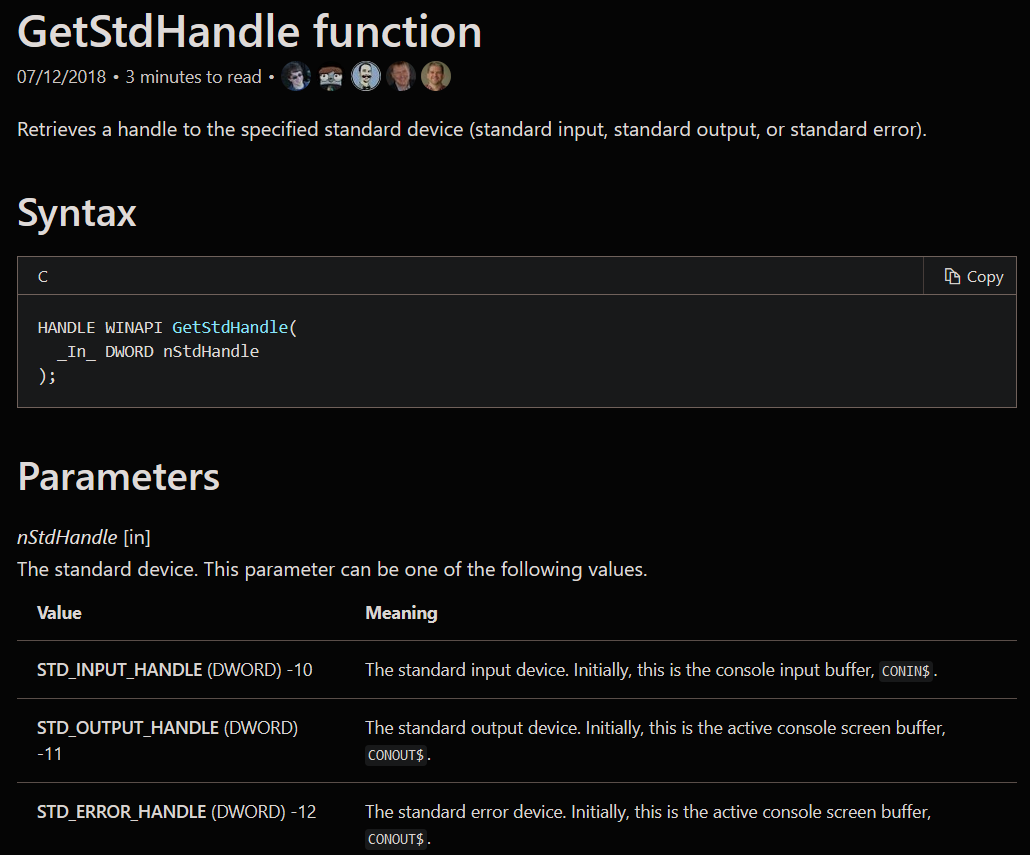 GetStdHandle function
07/12/2018 • 3 minutes to read •
Retrieves a handle to the specified standard device (standard input, standard output, or standard error).
Syntax
C
Copy
HANDLE WINAPI GetStdHandle(
  _In_ DWORD nStdHandle
);
Parameters
nStdHandle [in]
The standard device. This parameter can be one of the following values.
Value Meaning
STD_INPUT_HANDLE (DWORD) -10 The standard input device. Initially, this is the console input buffer, CONIN$.
STD_OUTPUT_HANDLE (DWORD) The standard output device. Initially, this is the active console screen buffer,
-11 CONOUT$.
STD_ERROR_HANDLE (DWORD) -12 The standard error device. Initially, this is the active console screen buffer,
CONOUT$.